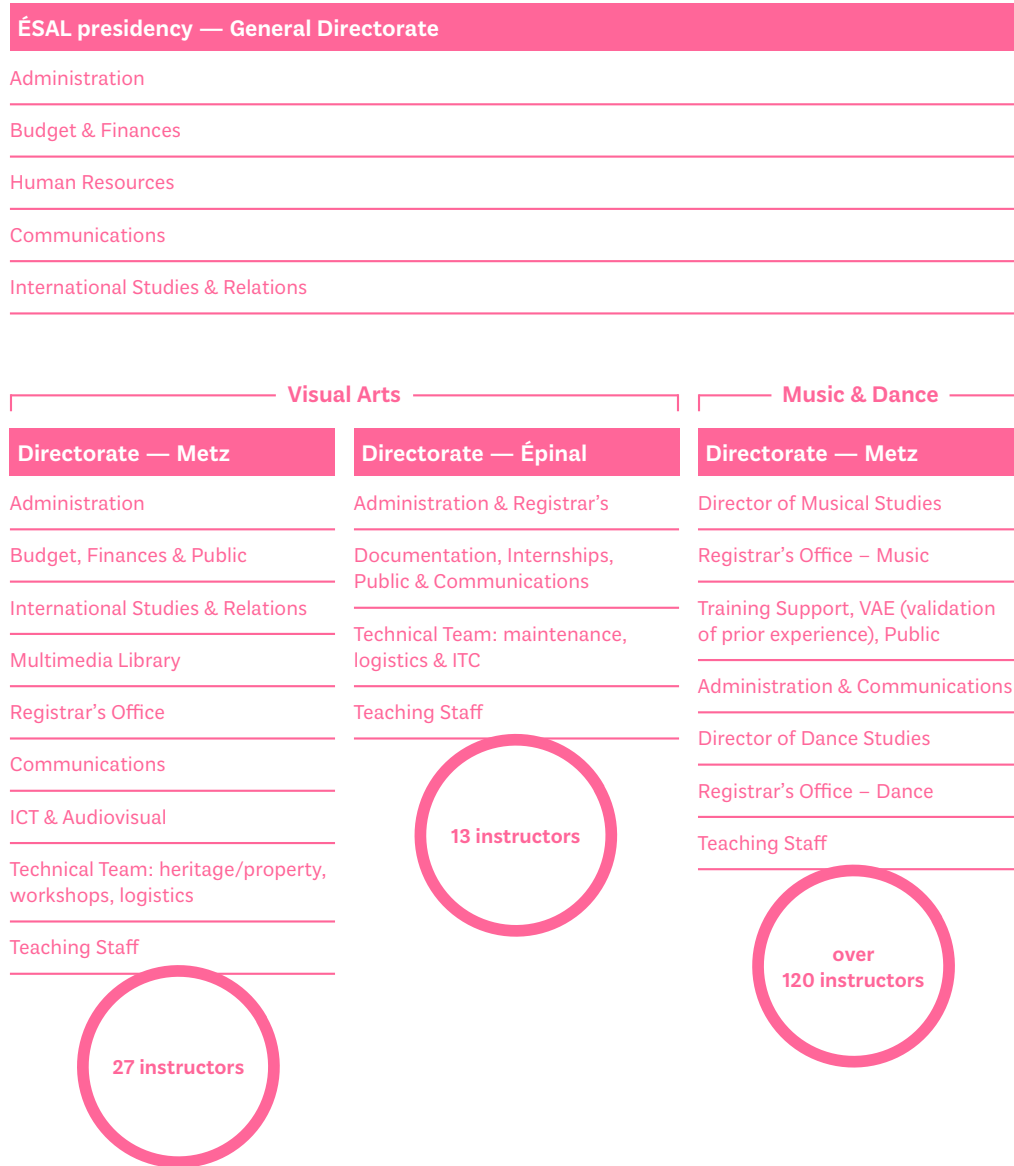 ÉSAL presidency — General Directorate
Administration
Budget & Finances
Human Resources
Communications
International Studies & Relations
Visual Arts
Directorate — Metz
Administration
Budget, Finances & Public
International Studies & Relations
Multimedia Library
Registrar’s Office
Communications
ICT & Audiovisual
Technical Team: heritage/property,
workshops, logistics
Teaching Staff
27 instructors
Directorate — Épinal
Administration & Registrar’s
Documentation, Internships,
Public & Communications
Technical Team: maintenance,
logistics & ITC
Teaching Staff
13 instructors
Music & Dance
Directorate — Metz
Director of Musical Studies
Registrar’s Office – Music
Training Support, VAE (validation
of prior experience), Public
Administration & Communications
Director of Dance Studies
Registrar’s Office – Dance
Teaching Staff
over
120 instructors